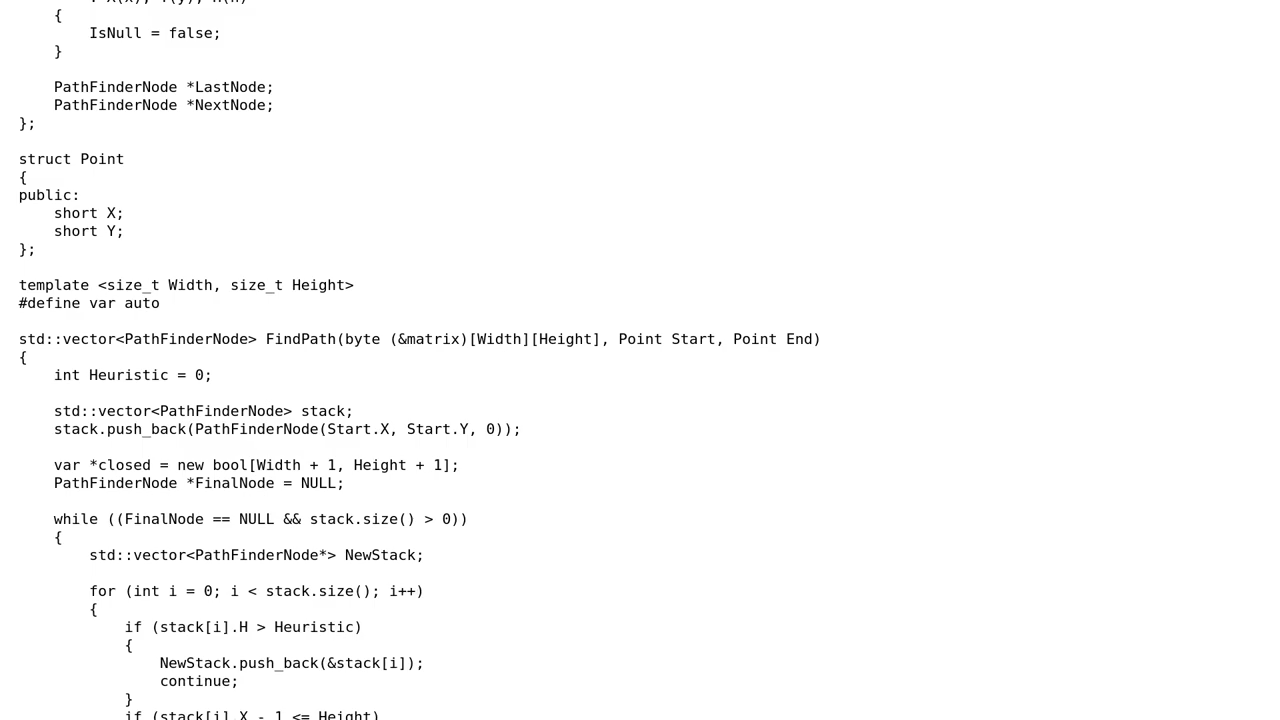 : X(x), Y(y), H(h)
{
IsNull = false;
}
PathFinderNode *LastNode;
PathFinderNode *NextNode;
};
struct Point
{
public:
short X;
short Y;
};
template <size_t Width, size_t Height>
#define var auto
std::vector<PathFinderNode> FindPath(byte (&matrix)[Width][Height], Point Start, Point End)
{
int Heuristic = 0;
std::vector<PathFinderNode> stack;
stack.push_back(PathFinderNode(Start.X, Start.Y, 0));
var *closed = new bool[Width + 1, Height + 1];
PathFinderNode *FinalNode = NULL;
while ((FinalNode == NULL && stack.size() > 0))
{
std::vector<PathFinderNode*> NewStack;
for (int i = 0; i < stack.size(); i++)
{
if (stack[i].H > Heuristic)
{
NewStack.push_back(&stack[i]);
continue;
}
if (stack[i].X - 1 <= Height)